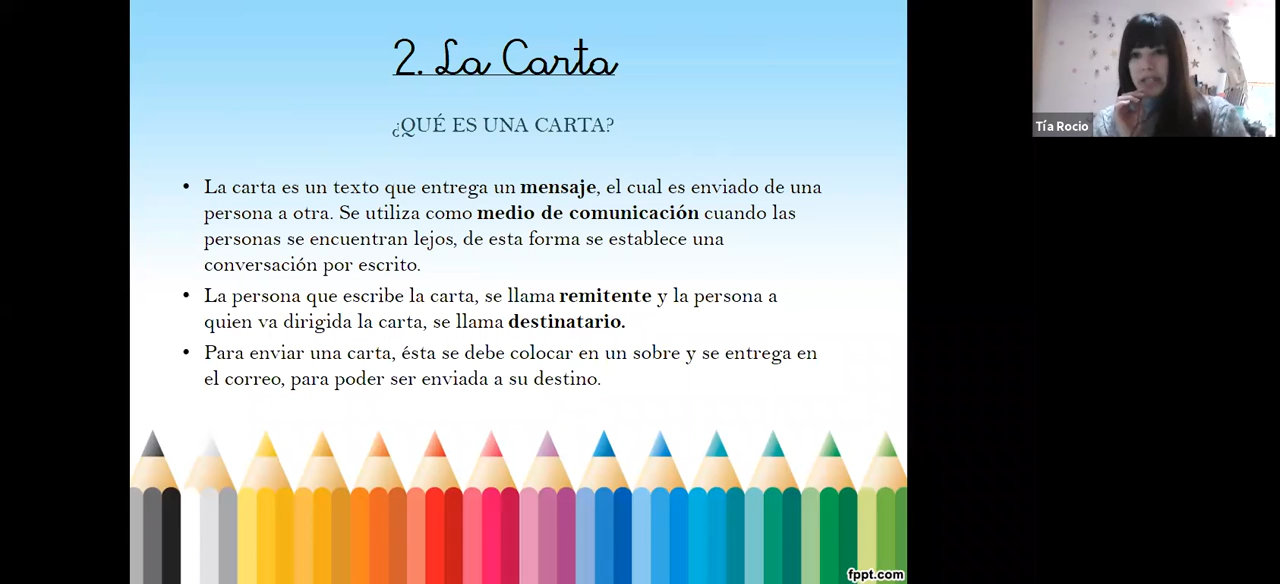 2. La Carta
¿QUÉ ES UNA CARTA?
• La carta es un texto que entrega un mensaje, el cual es enviado de una
persona a otra. Se utiliza como medio de comunicación cuando las
personas se encuentran lejos, de esta forma se establece una
conversación por escrito.
• La persona que escribe la carta, se llama remitente y la persona a
quien va dirigida la carta, se llama destinatario.
• Para enviar una carta, ésta se debe colocar en un sobre y se entrega en
el correo, para poder ser enviada a su destino.
fppt.com
Tía Rocio